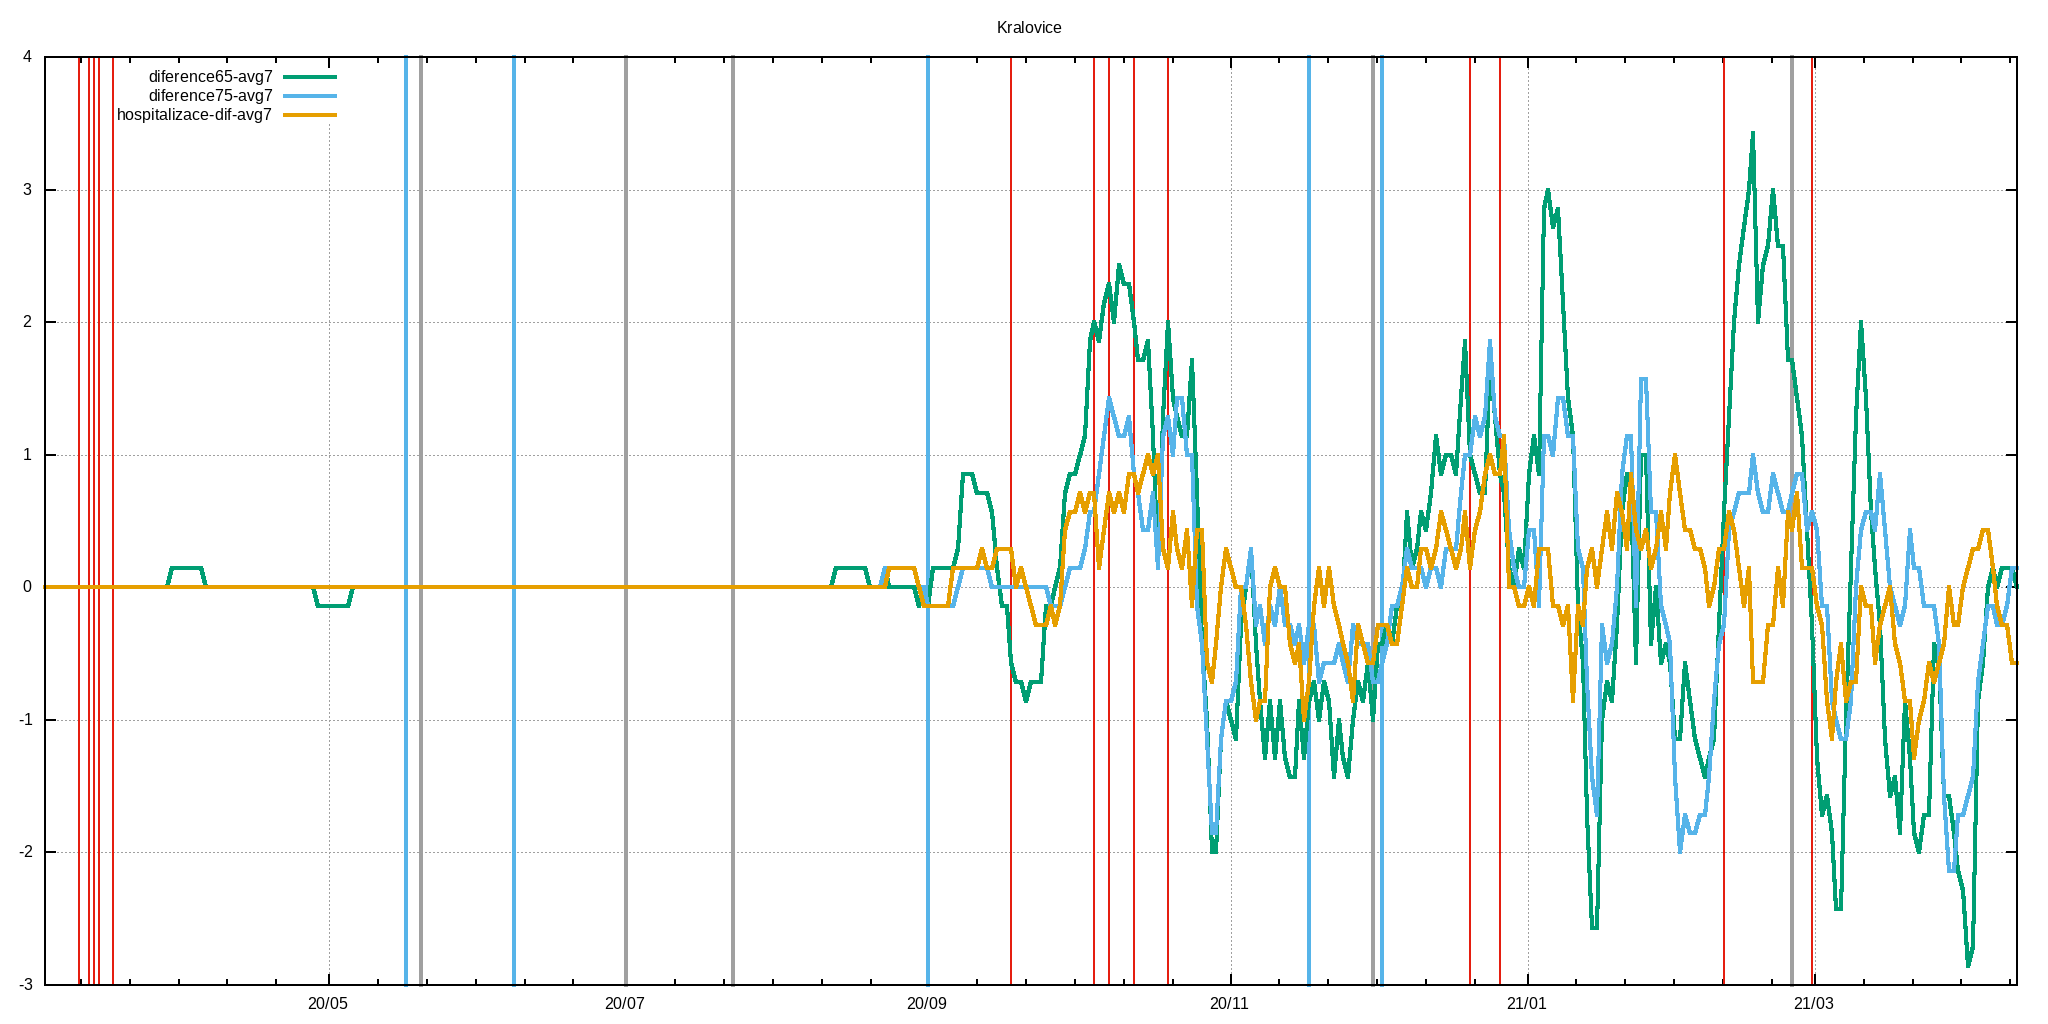 Kralovice
4
diference65-avg7
diference75-avg7
hospitalizace-dif-avg7
3
2
1
0
-1
-2
-3
20/05 20/07 20/09 20/11 21/01 21/03